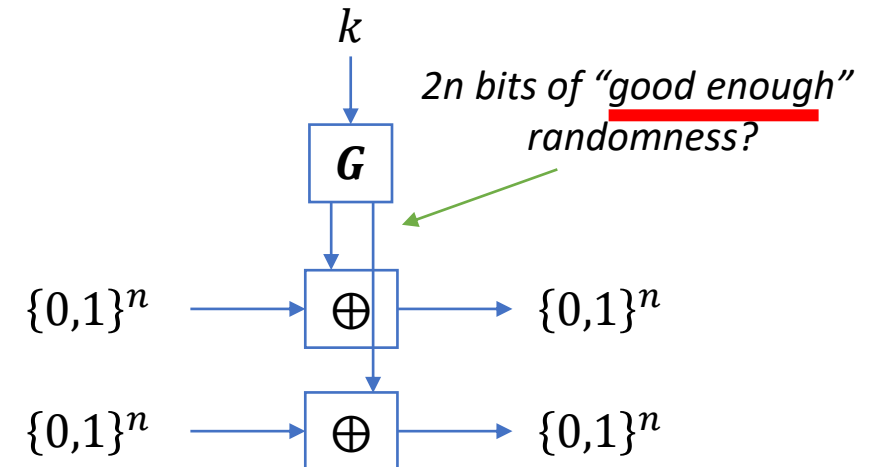 k
2n bits of “good enough”
randomness?
G
{0,1}ⁿ ⊕ {0,1}ⁿ
{0,1}ⁿ ⊕ {0,1}ⁿ